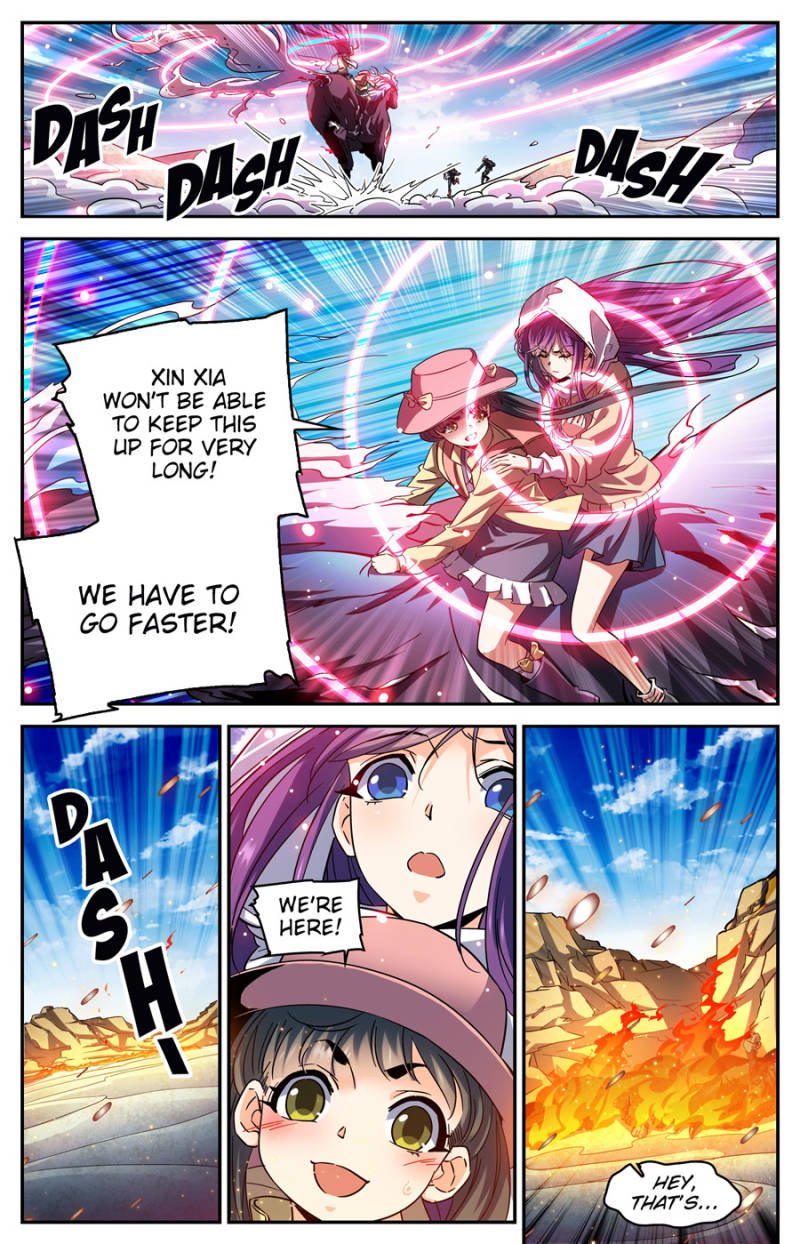 DASH
DASH
DASH
XIN XIA
WON'T BE ABLE
TO KEEP THIS
UP FOR VERY
LONG!
WE HAVE TO
GO FASTER!
DASH!
WE'RE
HERE!
HEY,
THAT'S...